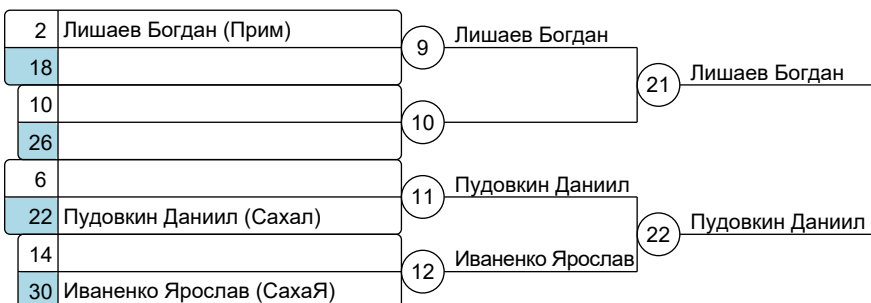 2 Лишаев Богдан (Прим)
9 Лишаев Богдан
18
21 Лишаев Богдан
10
10
26
6
11 Пудовкин Даниил
22 Пудовкин Даниил (Сахал)
22 Пудовкин Даниил
14
12 Иваненко Ярослав
30 Иваненко Ярослав (СахаЯ)